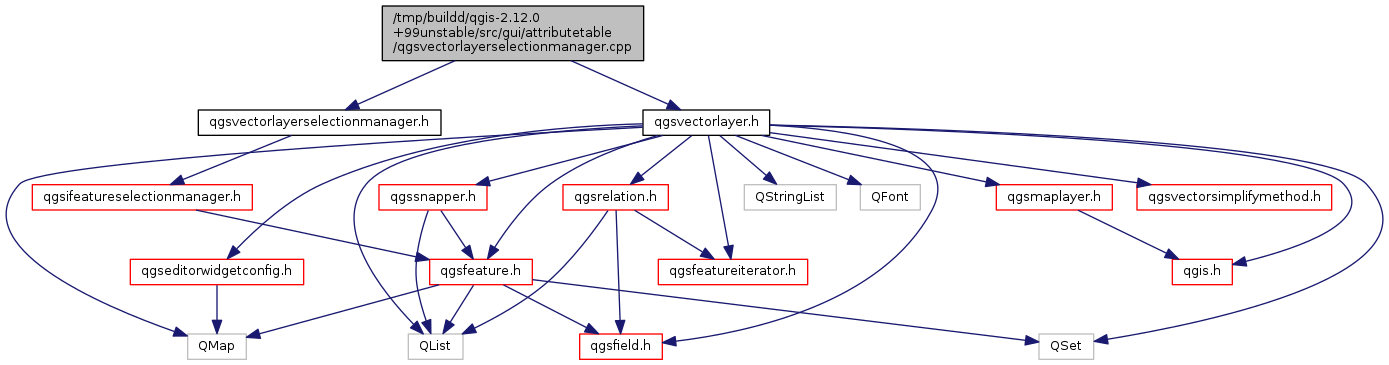 /tmp/buildd/qgis-2.12.0
+99unstable/src/gui/attributetable
/qgsvectorlayerselectionmanager.cpp
qgsvectorlayerselectionmanager.h
qgsvectorlayer.h
qgsifeatureselectionmanager.h
qgssnapper.h
qgsrelation.h
QStringList
QFont
qgsmaplayer.h
qgsvectorsimplifymethod.h
qgseditorwidgetconfig.h
qgsfeature.h
qgsfeatureiterator.h
qgis.h
QMap
QList
qgsfield.h
QSet